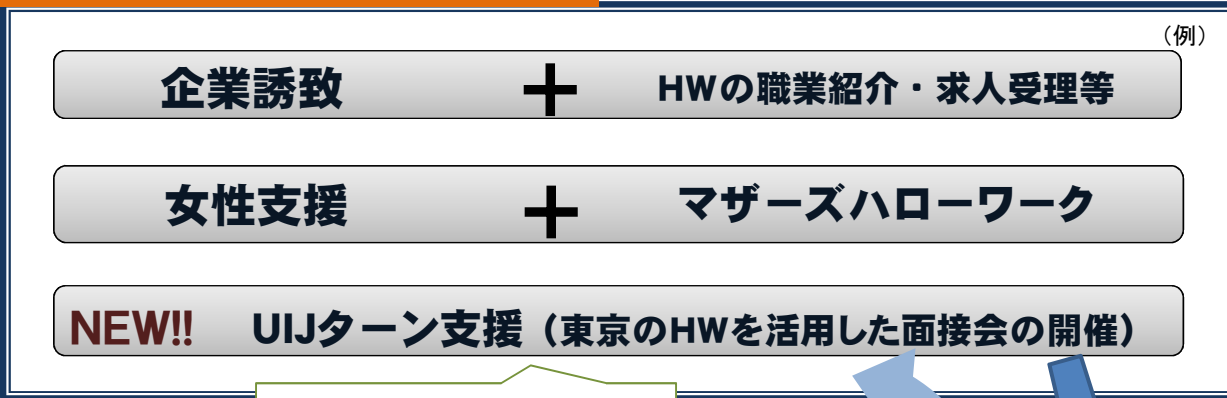 （例）
企業誘致 ＋ HWの職業紹介・求人受理等
女性支援 ＋ マザーズハローワーク
NEW!! UIJターン支援（東京のHWを活用した面接会の開催）